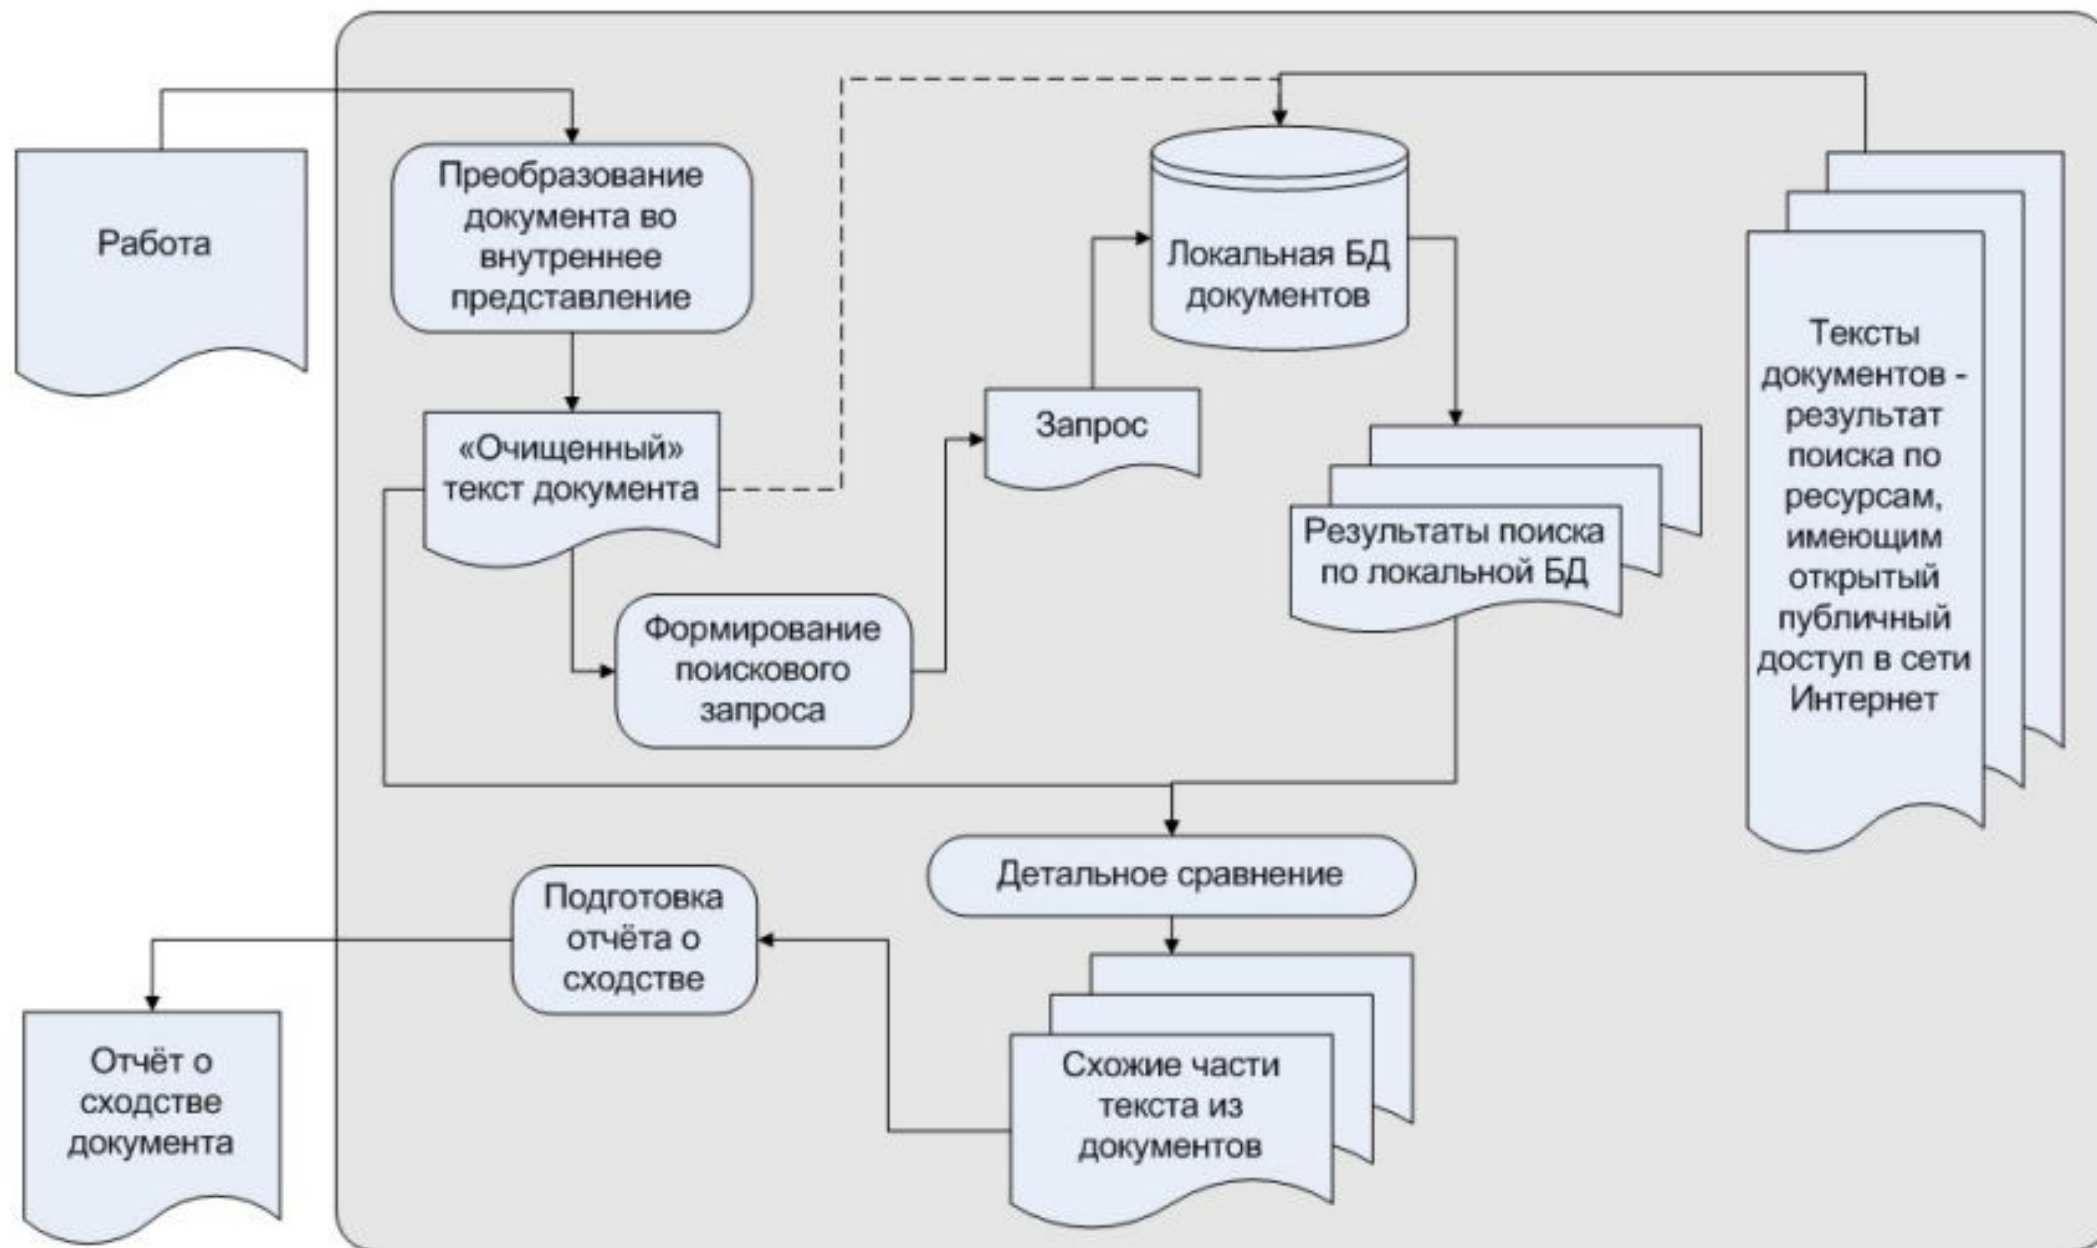 Работа
Преобразование
документа во
внутреннее
представление
«Очищенный»
текст документа
Формирование
поискового
запроса
Запрос
Локальная БД
документов
Результаты поиска
по локальной БД
Тексты
документов -
результат
поиска по
ресурсам,
имеющим
открытый
публичный
доступ в сети
Интернет
Детальное сравнение
Схожие части
текста из
документов
Подготовка
отчёта о
сходстве
Отчёт о
сходстве
документа